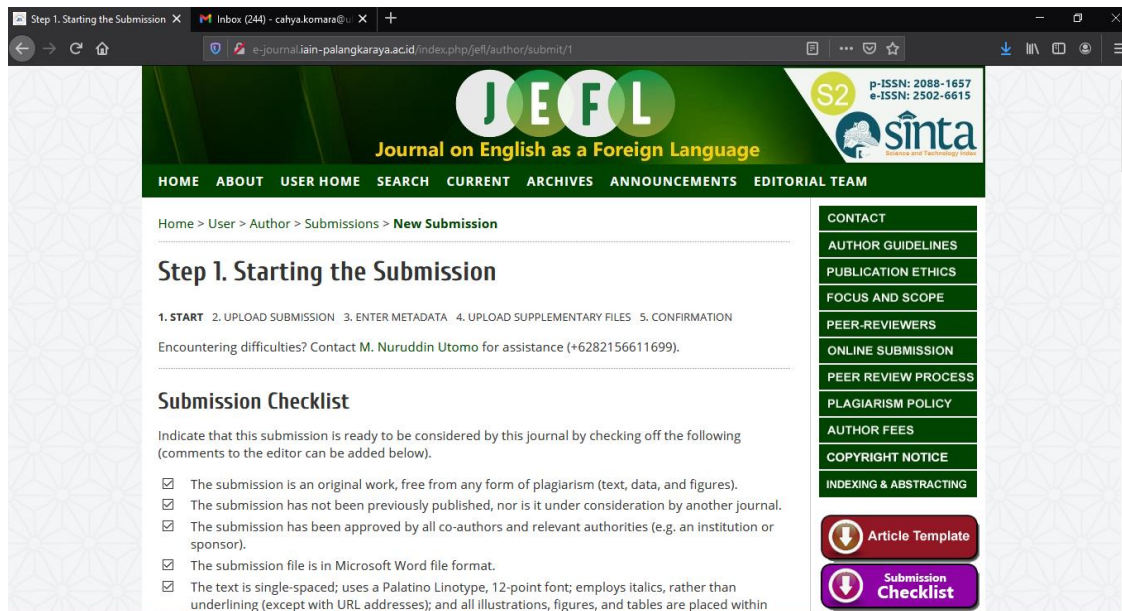 Step 1. Starting the Submission
Inbox (244) - cahya.komara@u
e-journal.iain-palangkaraya.ac.id/index.php/jefl/author/submit/1
JEFL
Journal on English as a Foreign Language
S2
p-ISSN: 2088-1657
e-ISSN: 2502-6615
sinta
Science and Technology Index
HOME ABOUT USER HOME SEARCH CURRENT ARCHIVES ANNOUNCEMENTS EDITORIAL TEAM
Home > User > Author > Submissions > New Submission
Step 1. Starting the Submission
1. START 2. UPLOAD SUBMISSION 3. ENTER METADATA 4. UPLOAD SUPPLEMENTARY FILES 5. CONFIRMATION
Encountering difficulties? Contact M. Nuruddin Utomo for assistance (+6282156611699).
Submission Checklist
Indicate that this submission is ready to be considered by this journal by checking off the following
(comments to the editor can be added below).
The submission is an original work, free from any form of plagiarism (text, data, and figures).
The submission has not been previously published, nor is it under consideration by another journal.
The submission has been approved by all co-authors and relevant authorities (e.g. an institution or
sponsor).
The submission file is in Microsoft Word file format.
The text is single-spaced; uses a Palatino Linotype, 12-point font; employs italics, rather than
underlining (except with URL addresses); and all illustrations, figures, and tables are placed within
CONTACT
AUTHOR GUIDELINES
PUBLICATION ETHICS
FOCUS AND SCOPE
PEER-REVIEWERS
ONLINE SUBMISSION
PEER REVIEW PROCESS
PLAGIARISM POLICY
AUTHOR FEES
COPYRIGHT NOTICE
INDEXING & ABSTRACTING
Article Template
Submission
Checklist